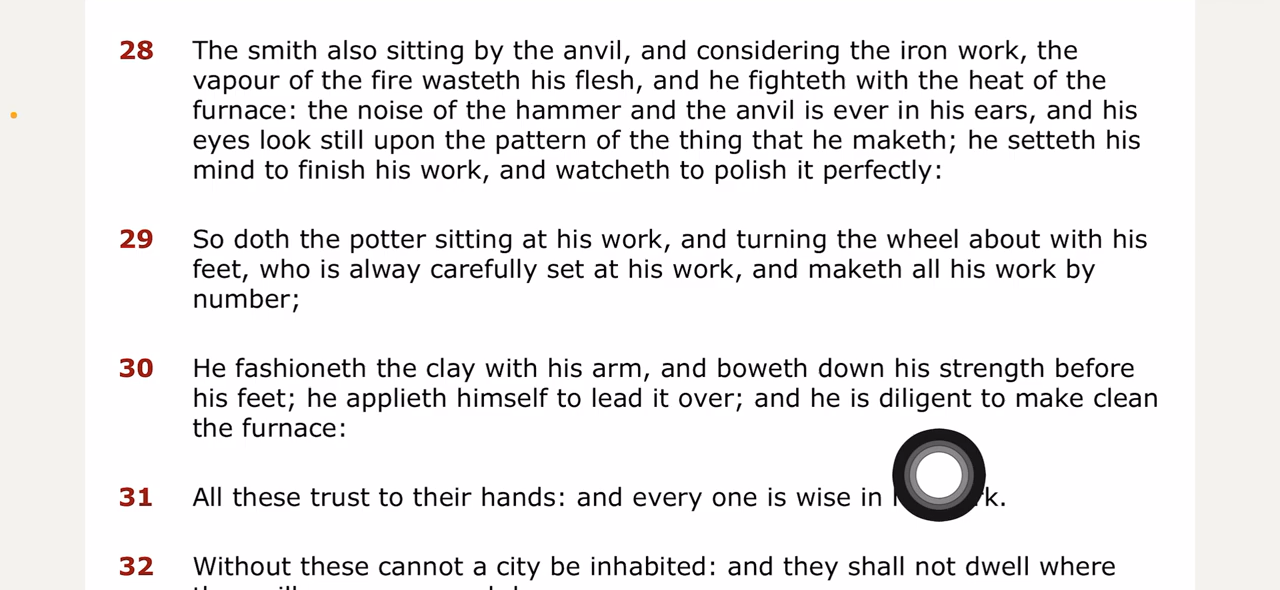 28 The smith also sitting by the anvil, and considering the iron work, the
vapour of the fire wasteth his flesh, and he fighteth with the heat of the
furnace: the noise of the hammer and the anvil is ever in his ears, and his
eyes look still upon the pattern of the thing that he maketh; he setteth his
mind to finish his work, and watcheth to polish it perfectly:
29 So doth the potter sitting at his work, and turning the wheel about with his
feet, who is alway carefully set at his work, and maketh all his work by
number;
30 He fashioneth the clay with his arm, and boweth down his strength before
his feet; he applieth himself to lead it over; and he is diligent to make clean
the furnace:
31 All these trust to their hands: and every one is wise in
32 Without these cannot a city be inhabited: and they shall not dwell where